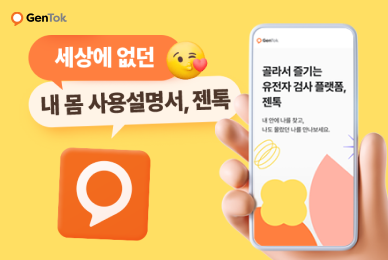 GenTok
세상에 없던
내 몸 사용설명서, 젠톡
GenTok
골라서 즐기는
유전자 검사 플랫폼,
젠톡
내 안에 나를 찾고,
나도 몰랐던 나를 만나보세요.